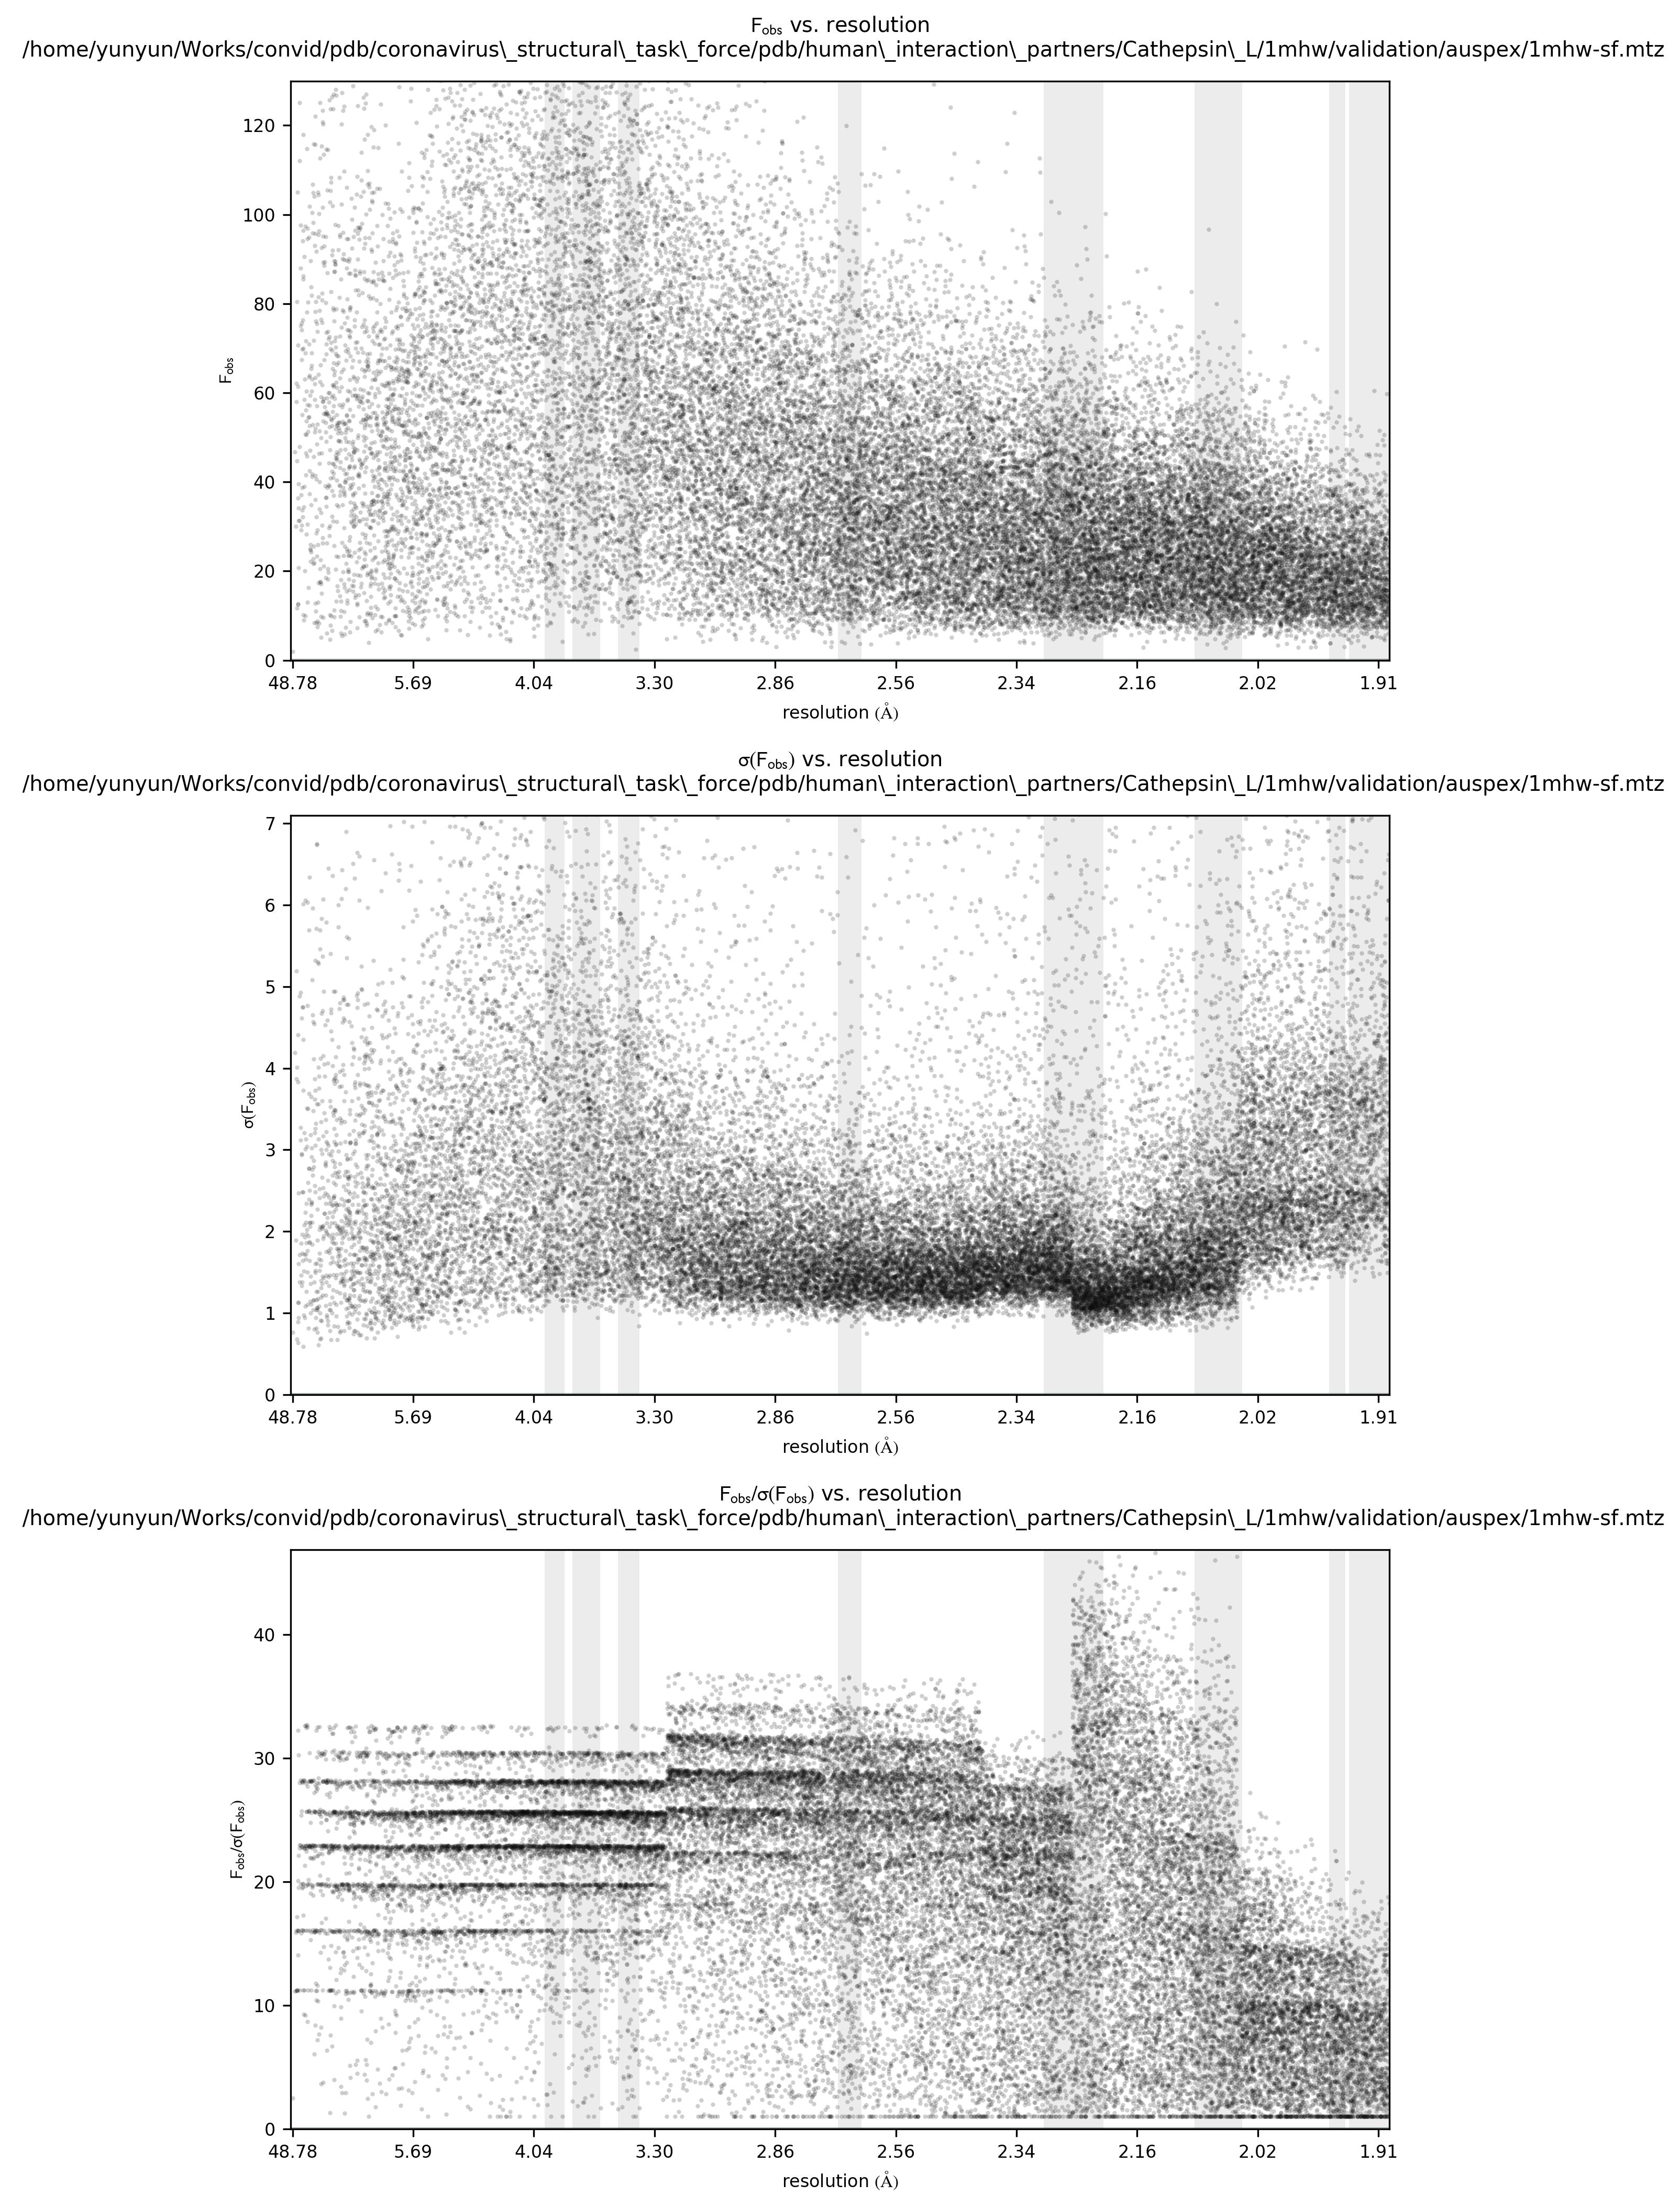 Fobs vs. resolution
/home/yunyun/Works/convid/pdb/coronavirus\_structural\_task\_force/pdb/human\_interaction\_partners/Cathepsin\_L/1mhw/validation/auspex/1mhw-sf.mtz
120
100
80
60
40
20
0
Fobs
48.78 5.69 4.04 3.30 2.86 2.56 2.34 2.16 2.02 1.91
resolution (Å)
σ(Fobs) vs. resolution
/home/yunyun/Works/convid/pdb/coronavirus\_structural\_task\_force/pdb/human\_interaction\_partners/Cathepsin\_L/1mhw/validation/auspex/1mhw-sf.mtz
7
6
5
4
3
2
1
0
σ(Fobs)
48.78 5.69 4.04 3.30 2.86 2.56 2.34 2.16 2.02 1.91
resolution (Å)
Fobs/σ(Fobs) vs. resolution
/home/yunyun/Works/convid/pdb/coronavirus\_structural\_task\_force/pdb/human\_interaction\_partners/Cathepsin\_L/1mhw/validation/auspex/1mhw-sf.mtz
40
30
20
10
0
Fobs/σ(Fobs)
48.78 5.69 4.04 3.30 2.86 2.56 2.34 2.16 2.02 1.91
resolution (Å)